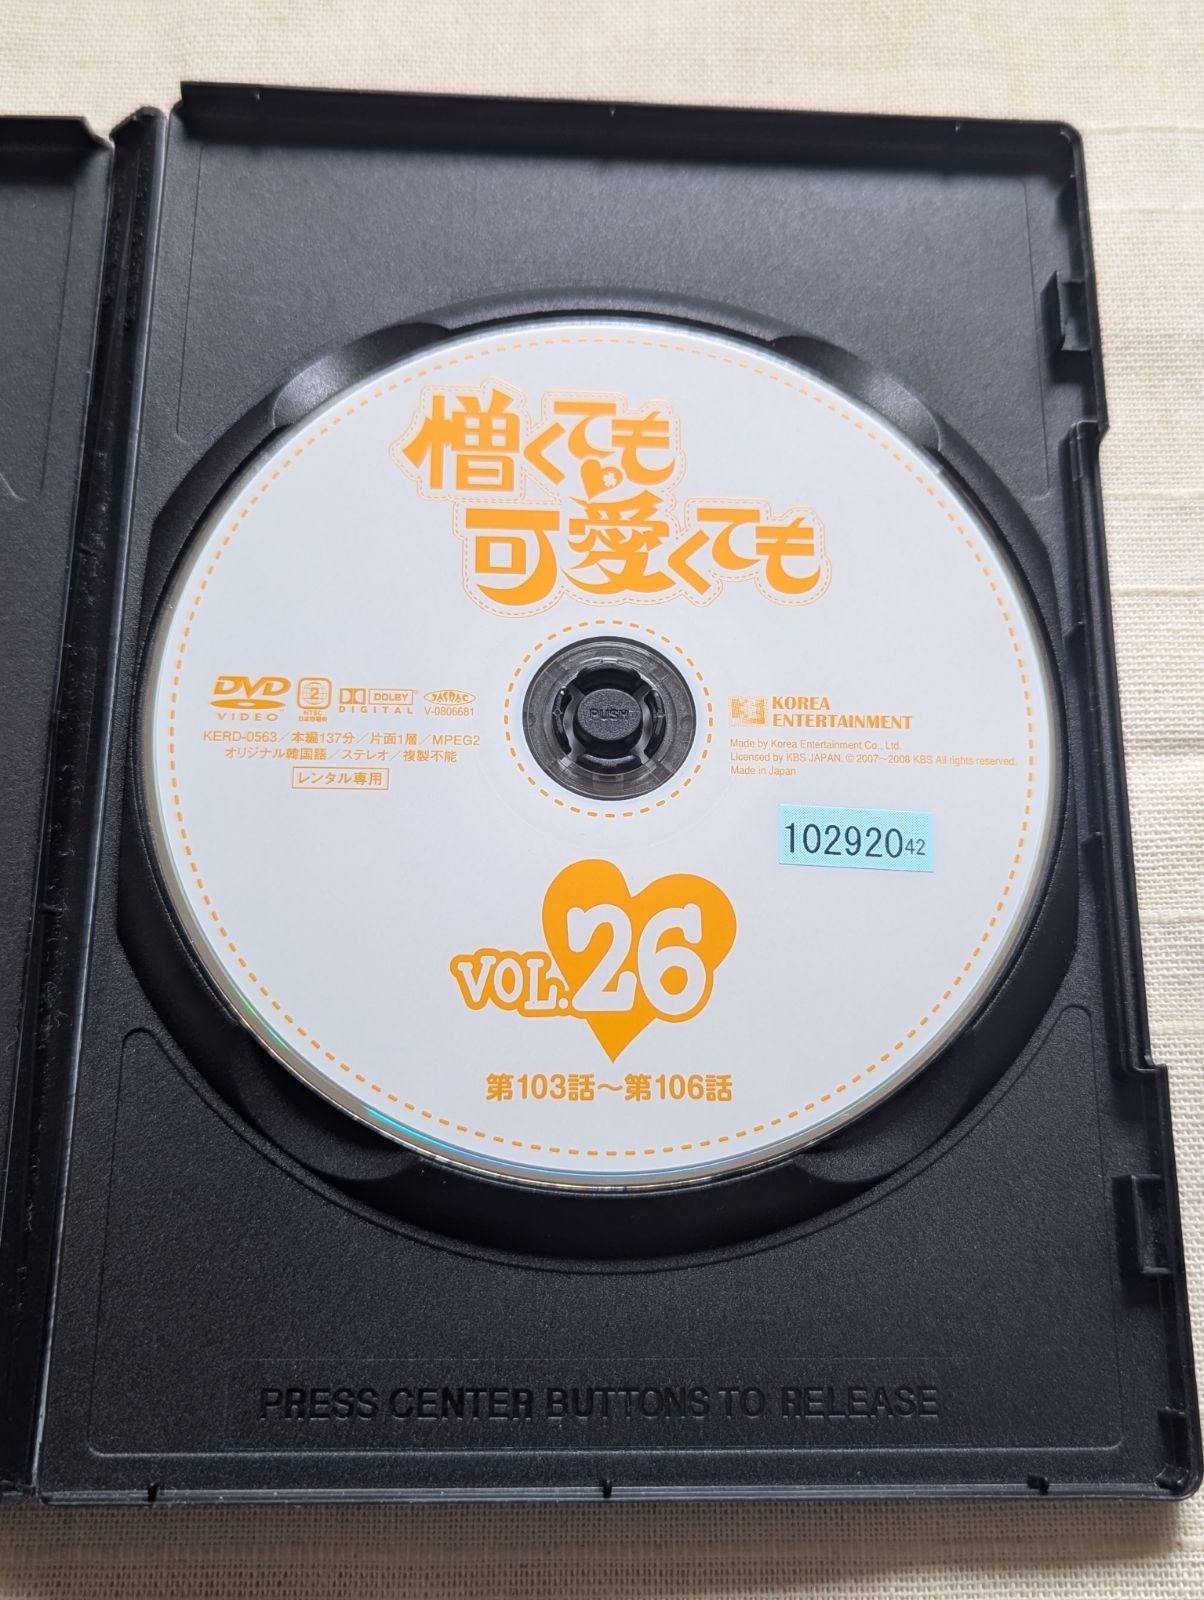 憎くても
可愛くても
DVD
VIDEO
2
NTSC
日本市場向
DOLBY
DIGITAL
JASRAC
V-0806681
KERD-0563／本編137分／片面1層／MPEG2
オリジナル韓国語／ステレオ／複製不能
レンタル専用
PUSH
KOREA
ENTERTAINMENT
Made by Korea Entertainment Co., Ltd.
Licensed by KBS JAPAN. © 2007～2008 KBS All rights reserved.
Made in Japan
102920 42
VOL.26
第103話～第106話
PRESS CENTER BUTTONS TO RELEASE